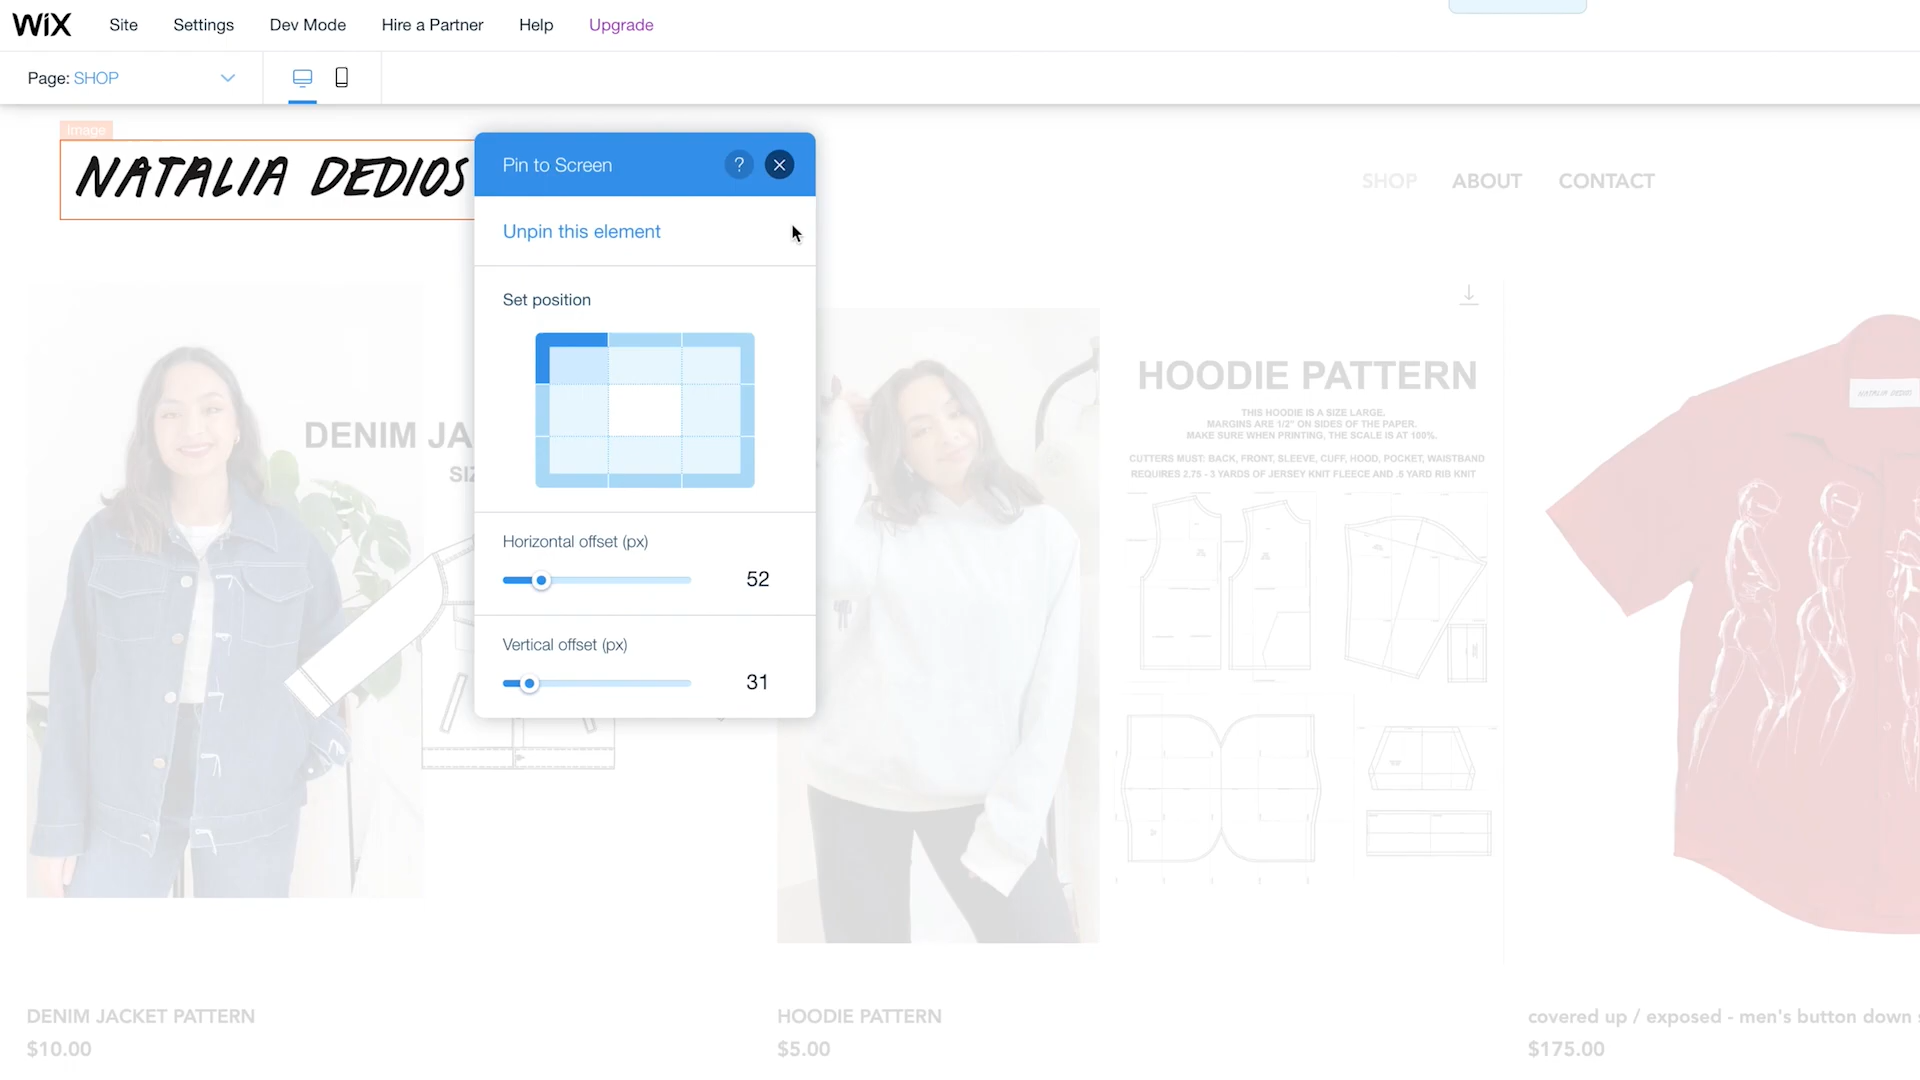 WiX Site Settings Dev Mode Hire a Partner Help Upgrade
Page: SHOP
Image
NATALIA DEDIOS
SHOP ABOUT CONTACT
Pin to Screen ?
Unpin this element
Set position
Horizontal offset (px)
52
Vertical offset (px)
31
DENIM JA
SIZ
HOODIE PATTERN
THIS HOODIE IS A SIZE LARGE.
MARGINS ARE 1/2" ON SIDES OF THE PAPER.
MAKE SURE WHEN PRINTING, THE SCALE IS AT 100%.
CUTTERS MUST: BACK, FRONT, SLEEVE, CUFF, HOOD, POCKET, WAISTBAND
REQUIRES 2.75 - 3 YARDS OF JERSEY KNIT FLEECE AND .5 YARD RIB KNIT
NATALIA DEDIOS
DENIM JACKET PATTERN
$10.00
HOODIE PATTERN
$5.00
covered up / exposed - men's button down s
$175.00